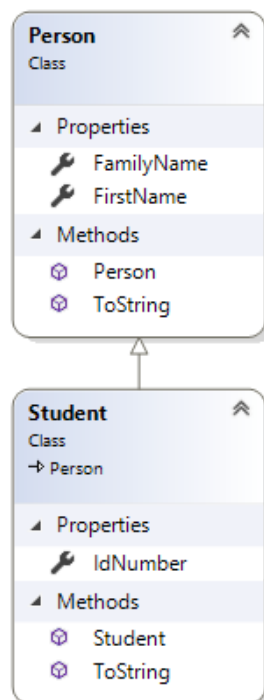 Person
Class
Properties
FamilyName
FirstName
Methods
Person
ToString
Student
Class
Person
Properties
IdNumber
Methods
Student
ToString